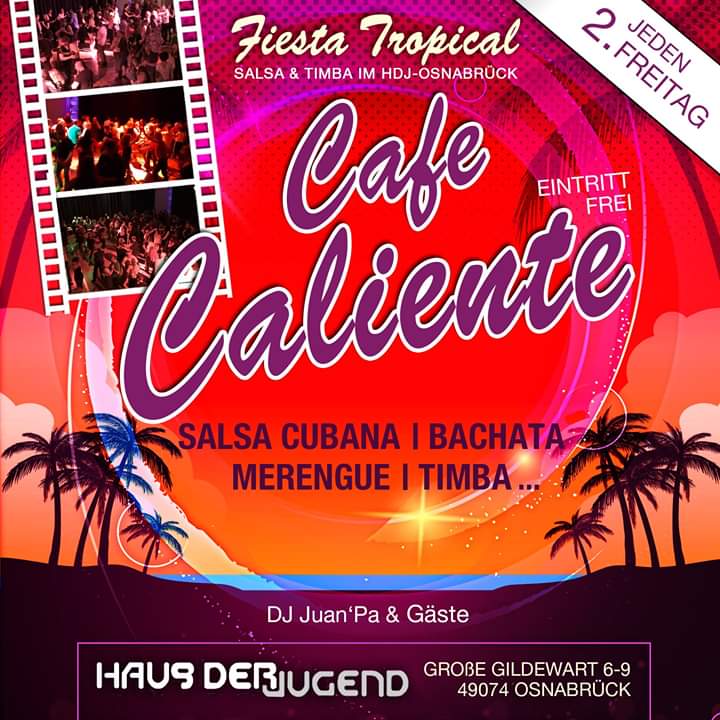 Fiesta Tropical
SALSA & TIMBA IM HDJ-OSNABRÜCK
JEDEN
2. FREITAG
Cafe
Caliente
EINTRITT
FREI
SALSA CUBANA | BACHATA
MERENGUE | TIMBA ...
DJ Juan‘Pa & Gäste
HAUS DER JUGEND
GROßE GILDEWART 6-9
49074 OSNABRÜCK